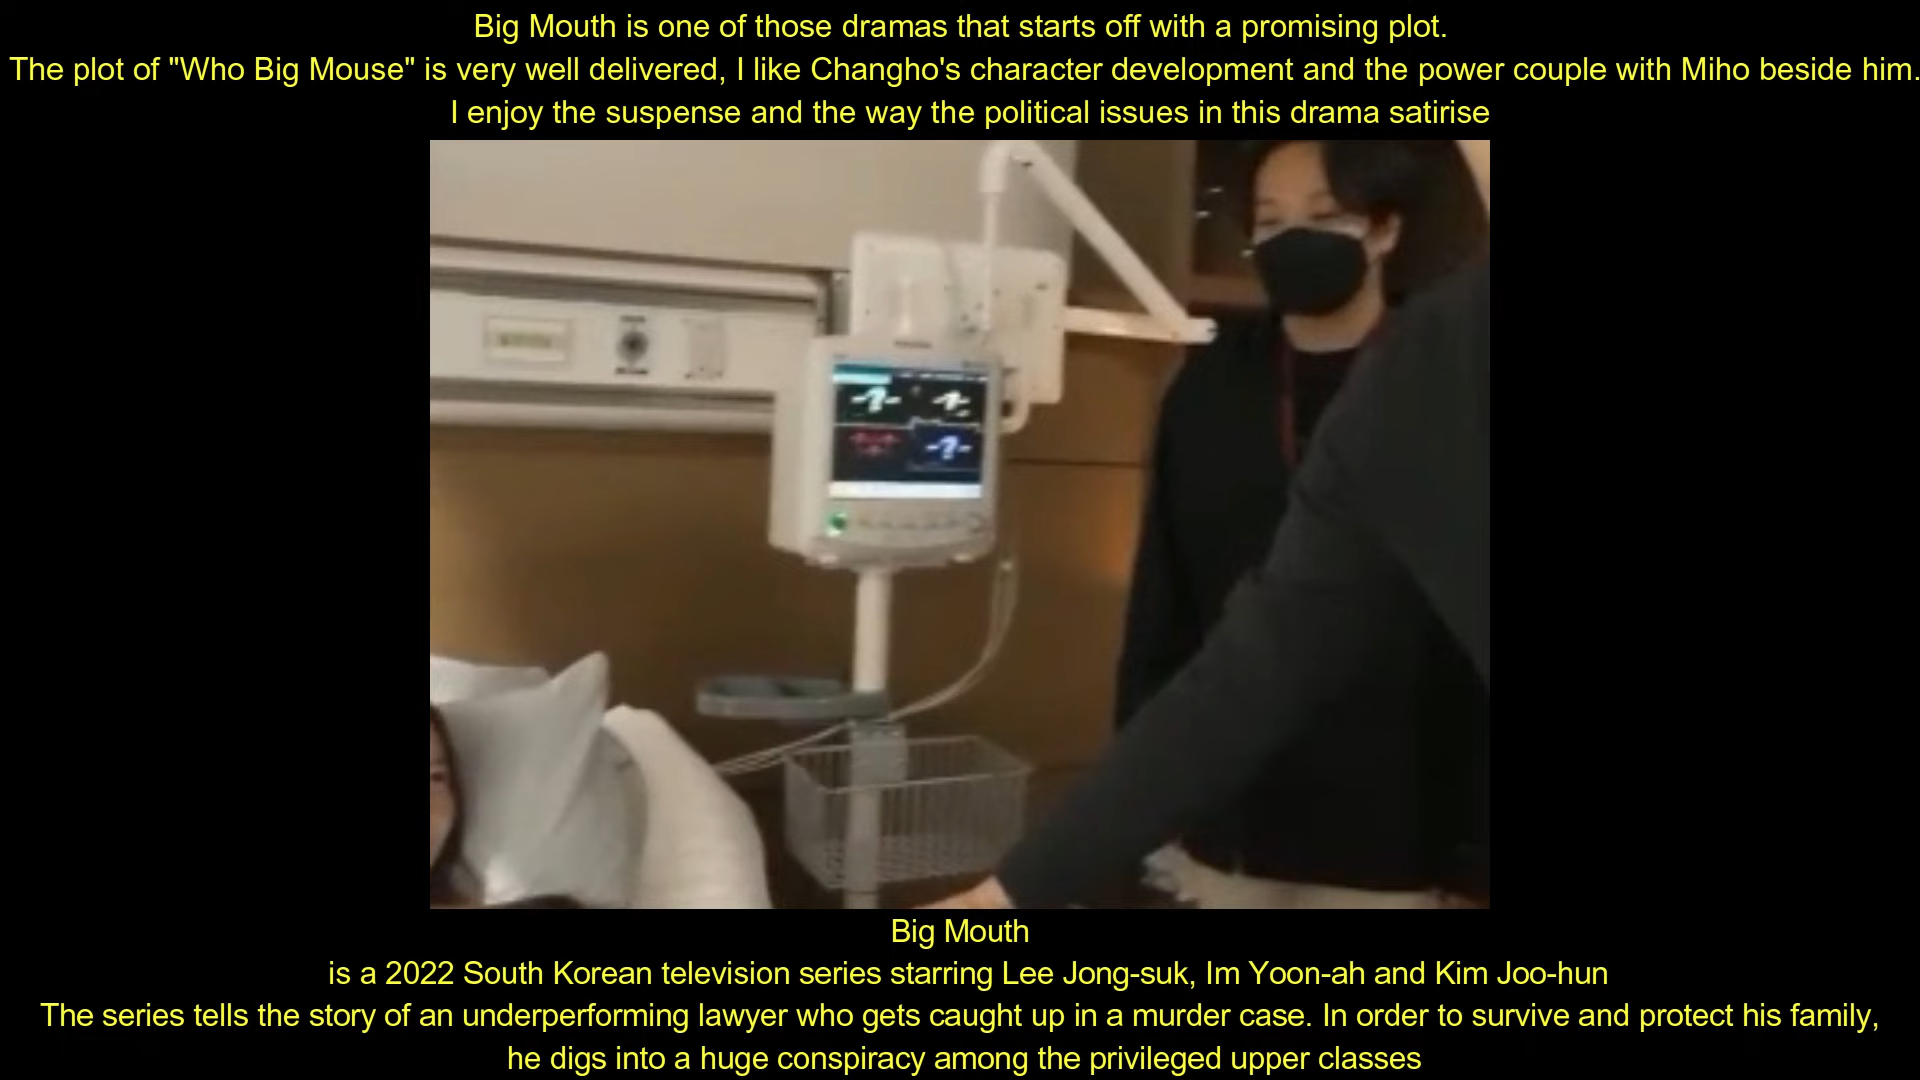 Big Mouth is one of those dramas that starts off with a promising plot.
The plot of "Who Big Mouse" is very well delivered, I like Changho's character development and the power couple with Miho beside him.
I enjoy the suspense and the way the political issues in this drama satirise
Big Mouth
is a 2022 South Korean television series starring Lee Jong-suk, Im Yoon-ah and Kim Joo-hun
The series tells the story of an underperforming lawyer who gets caught up in a murder case. In order to survive and protect his family,
he digs into a huge conspiracy among the privileged upper classes